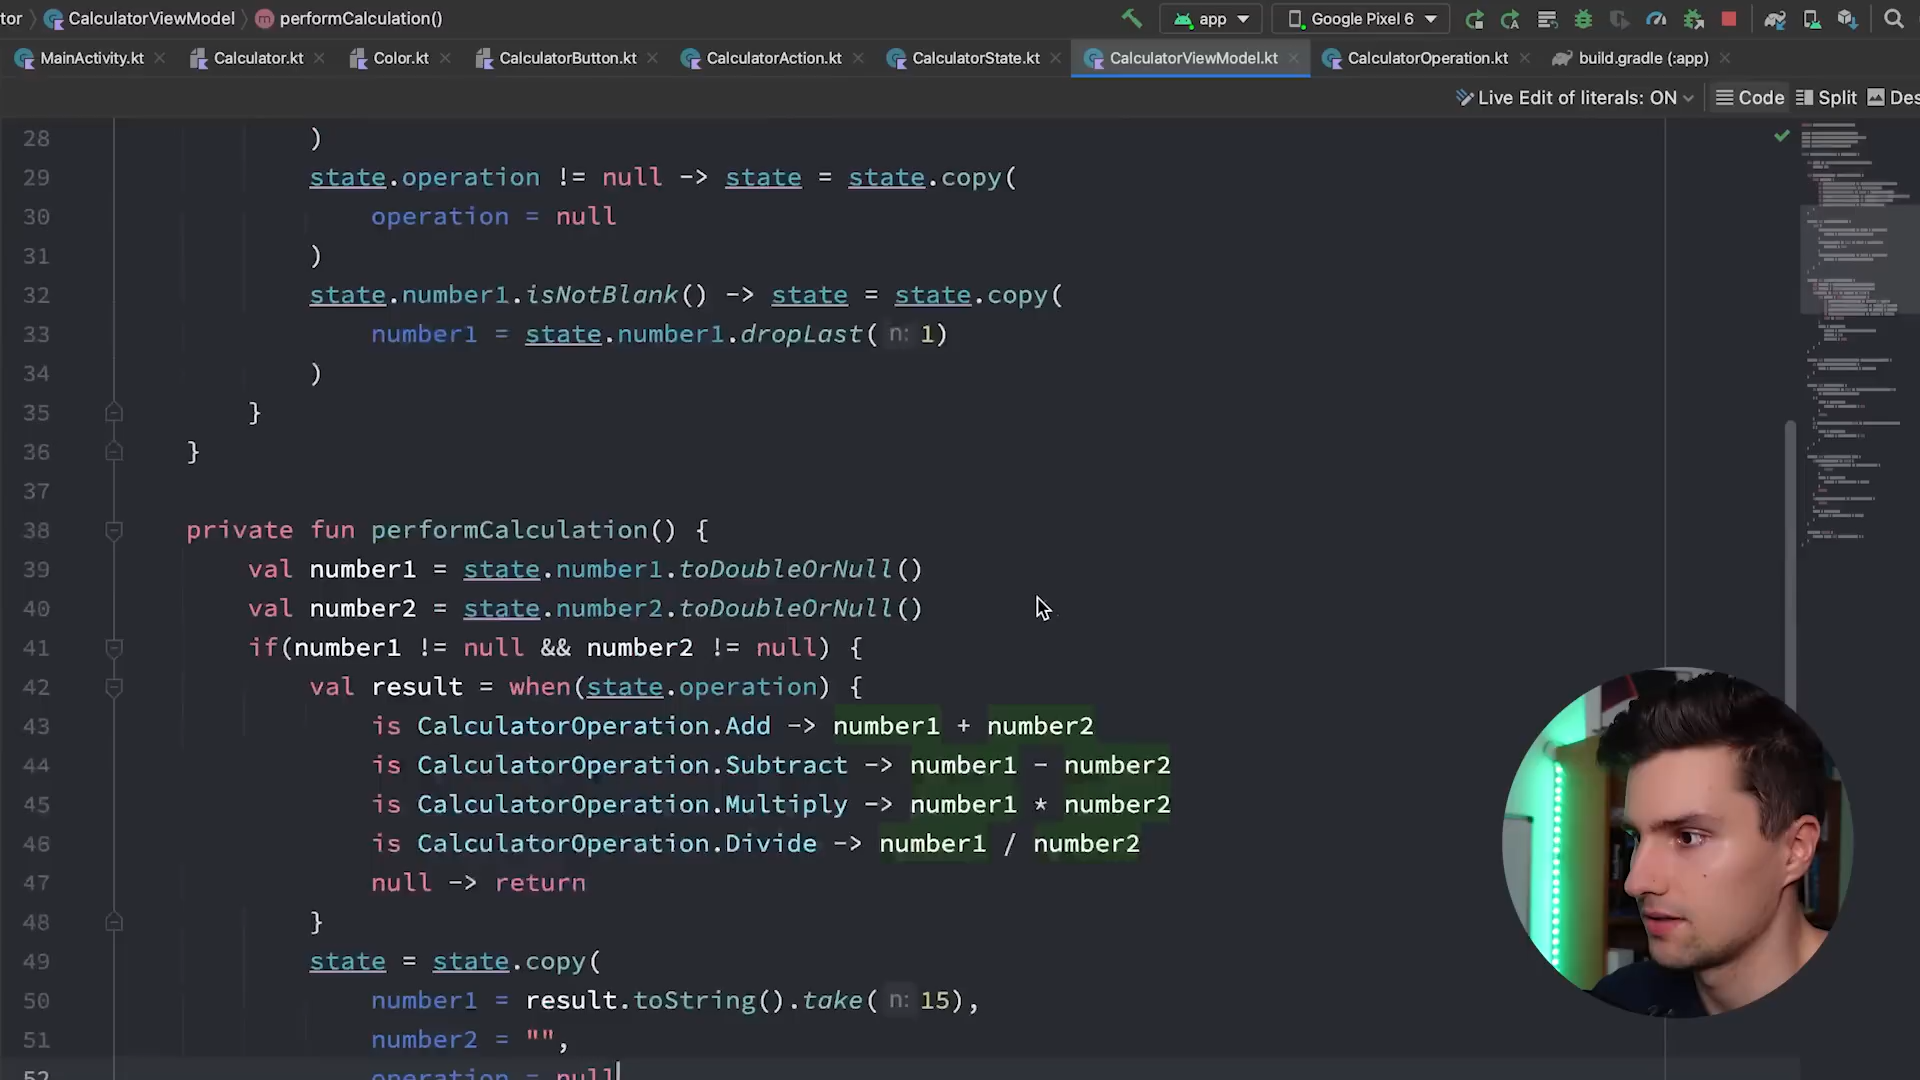 tor CalculatorViewModel m performCalculation() app Google Pixel 6
MainActivity.kt Calculator.kt Color.kt CalculatorButton.kt CalculatorAction.kt CalculatorState.kt CalculatorViewModel.kt CalculatorOperation.kt build.gradle (:app)
Live Edit of literals: ON Code Split Des
28 )
29 state.operation != null -> state = state.copy(
30 operation = null
31 )
32 state.number1.isNotBlank() -> state = state.copy(
33 number1 = state.number1.dropLast( n: 1)
34 )
35 }
36 }
37
38 private fun performCalculation() {
39 val number1 = state.number1.toDoubleOrNull()
40 val number2 = state.number2.toDoubleOrNull()
41 if(number1 != null && number2 != null) {
42 val result = when(state.operation) {
43 is CalculatorOperation.Add -> number1 + number2
44 is CalculatorOperation.Subtract -> number1 - number2
45 is CalculatorOperation.Multiply -> number1 * number2
46 is CalculatorOperation.Divide -> number1 / number2
47 null -> return
48 }
49 state = state.copy(
50 number1 = result.toString().take( n: 15),
51 number2 = "",
52 operation = null